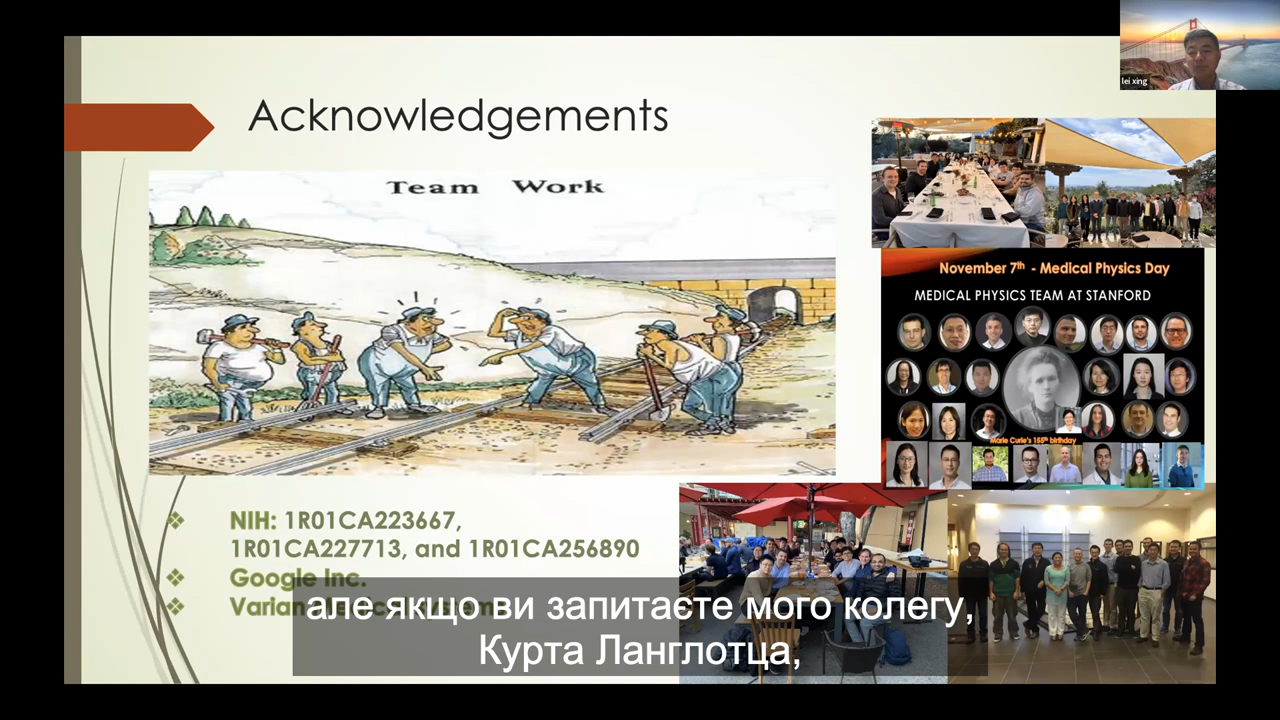 lei xing
Acknowledgements
Team Work
November 7th - Medical Physics Day
MEDICAL PHYSICS TEAM AT STANFORD
Marie Curie's 155th birthday
NIH: 1R01CA223667,
1R01CA227713, and 1R01CA256890
Google Inc.
Varian
але якщо ви запитаєте мого колегу,
Курта Ланглотца,